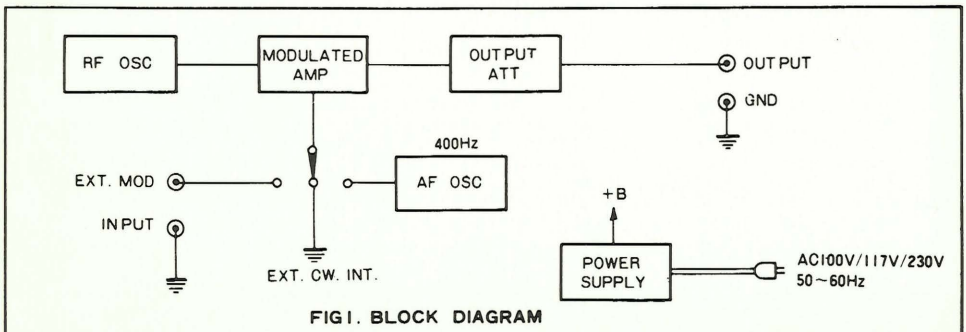 RF OSC
MODULATED
AMP
OUTPUT
ATT
OUTPUT
GND
400Hz
AF OSC
EXT. MOD
INPUT
EXT. CW. INT.
+B
POWER
SUPPLY
AC100V/117V/230V
50~60Hz
FIG1. BLOCK DIAGRAM